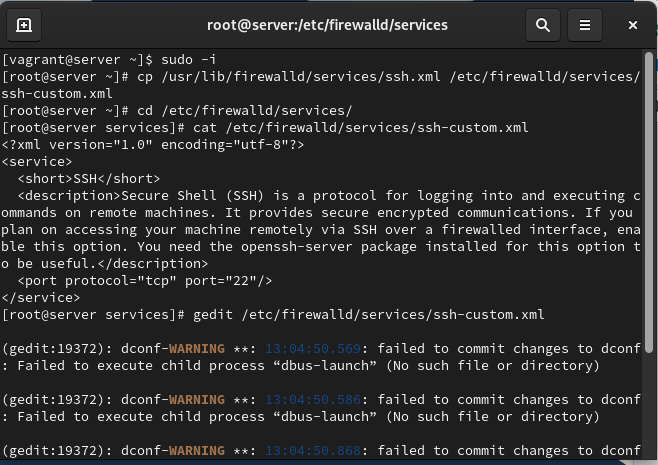 root@server:/etc/firewalld/services
[vagrant@server ~]$ sudo -i
[root@server ~]# cp /usr/lib/firewalld/services/ssh.xml /etc/firewalld/services/
ssh-custom.xml
[root@server ~]# cd /etc/firewalld/services/
[root@server services]# cat /etc/firewalld/services/ssh-custom.xml
<?xml version="1.0" encoding="utf-8"?>
<service>
  <short>SSH</short>
  <description>Secure Shell (SSH) is a protocol for logging into and executing c
ommands on remote machines. It provides secure encrypted communications. If you
plan on accessing your machine remotely via SSH over a firewalled interface, ena
ble this option. You need the openssh-server package installed for this option t
o be useful.</description>
  <port protocol="tcp" port="22"/>
</service>
[root@server services]# gedit /etc/firewalld/services/ssh-custom.xml

(gedit:19372): dconf-WARNING **: 13:04:50.569: failed to commit changes to dconf
: Failed to execute child process “dbus-launch” (No such file or directory)

(gedit:19372): dconf-WARNING **: 13:04:50.586: failed to commit changes to dconf
: Failed to execute child process “dbus-launch” (No such file or directory)

(gedit:19372): dconf-WARNING **: 13:04:50.868: failed to commit changes to dconf